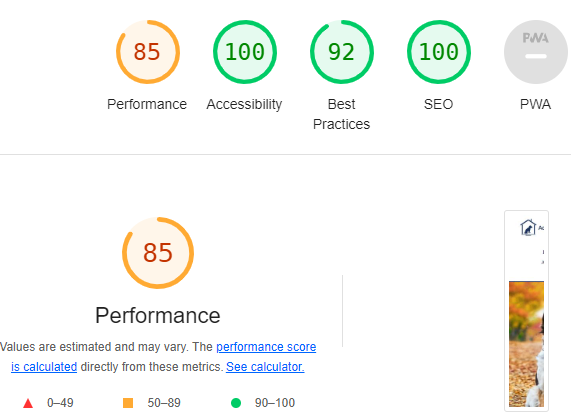 85
100
92
100
PWA
Performance
Accessibility
Best
Practices
SEO
PWA
85
Performance
Values are estimated and may vary. The performance score
is calculated directly from these metrics. See calculator.
0–49
50–89
90–100